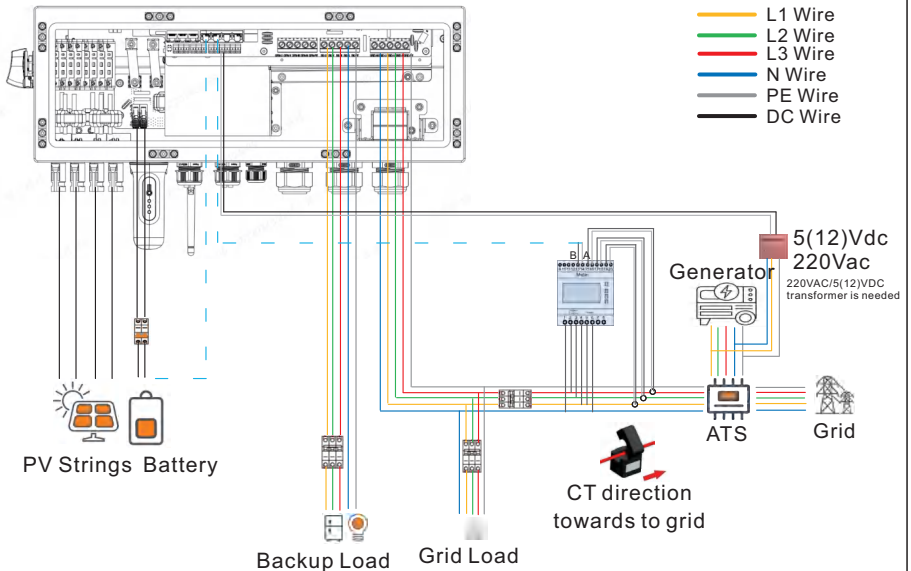 L1 Wire
L2 Wire
L3 Wire
N Wire
PE Wire
DC Wire
5(12)Vdc
220Vac
220VAC/5(12)VDC
transformer is needed
B A
Generator
ATS
Grid
PV Strings Battery
CT direction
towards to grid
Backup Load
Grid Load